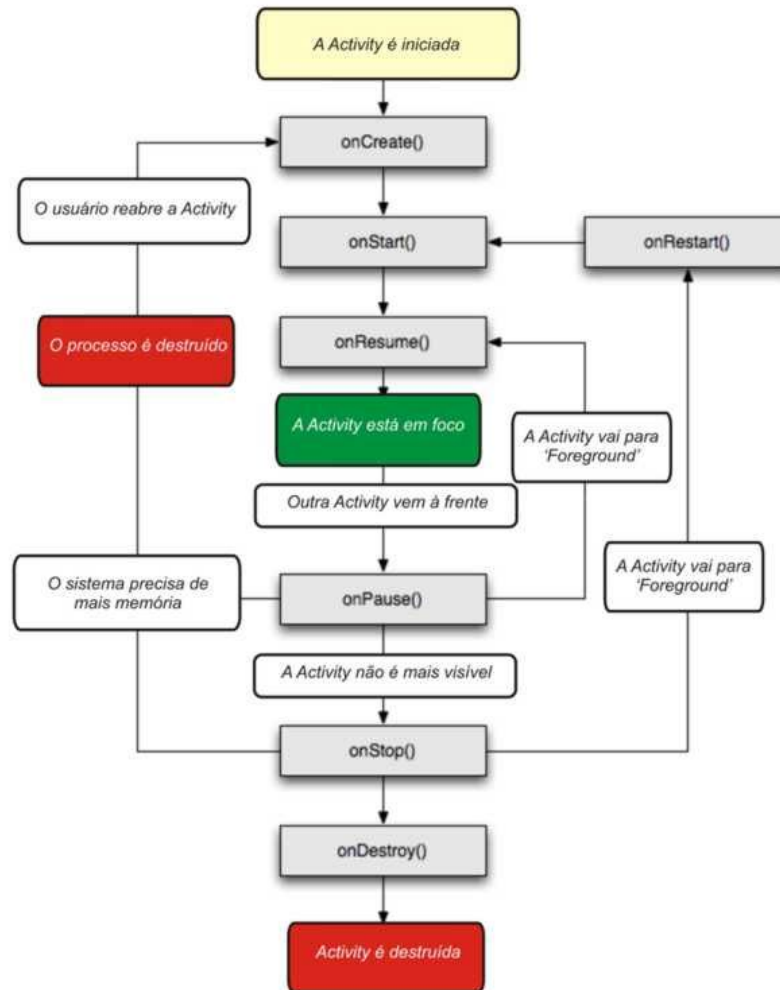 A Activity é iniciada
onCreate()
O usuário reabre a Activity
onStart()
onRestart()
O processo é destruído
onResume()
A Activity está em foco
A Activity vai para
'Foreground'
Outra Activity vem à frente
O sistema precisa de
mais memória
A Activity vai para
'Foreground'
onPause()
A Activity não é mais visível
onStop()
onDestroy()
Activity é destruída